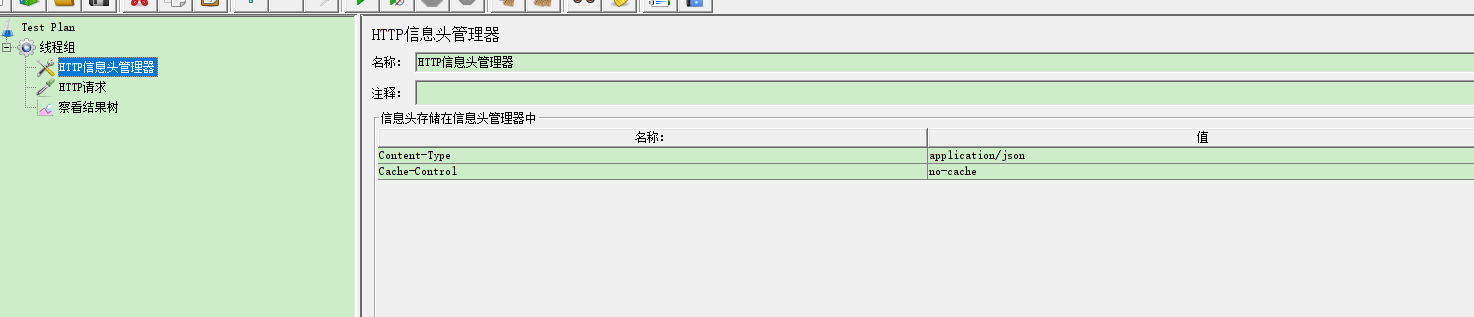 Test Plan
线程组
HTTP信息头管理器
HTTP请求
察看结果树
HTTP信息头管理器
名称： HTTP信息头管理器
注释：
信息头存储在信息头管理器中
名称： 值
Content-Type application/json
Cache-Control no-cache